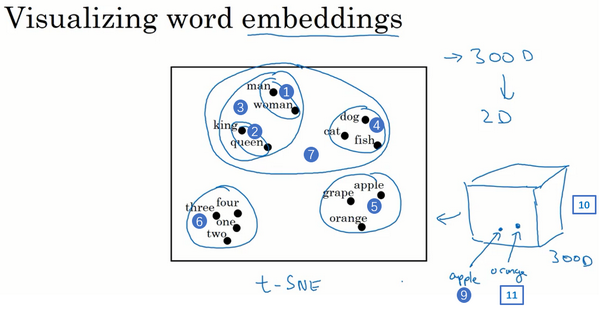 Visualizing word embeddings
→ 300D
↓
2D
man 1
woman
3
king 2
queen
dog
4
cat
fish
7
three four
6 one
two
grape apple
5
orange
10
300D
apple orange
9 11
t-SNE